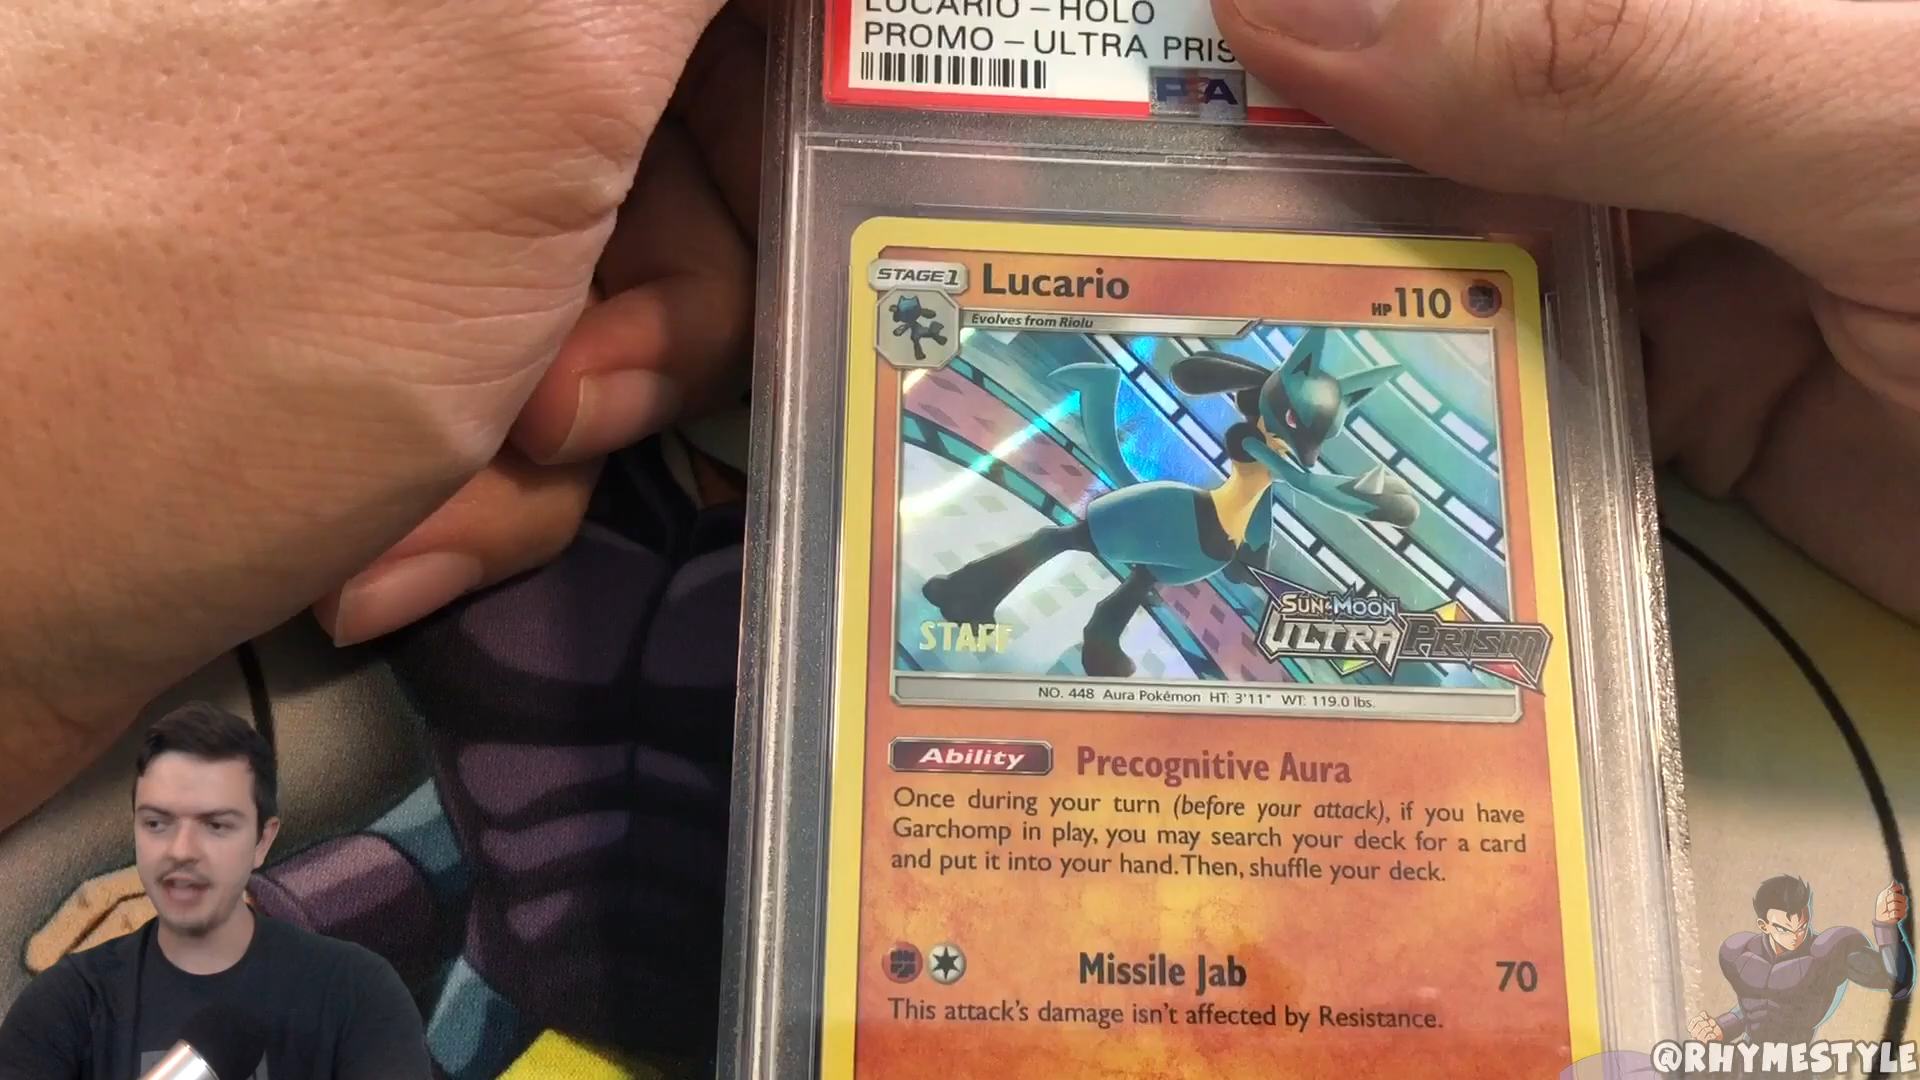 LUCARIO – HOLO
PROMO – ULTRA PRIS
PSA
STAGE 1
Lucario
HP 110
Evolves from Riolu
STAFF
SUN & MOON
ULTRA PRISM
NO. 448 Aura Pokémon HT: 3'11" WT: 119.0 lbs.
Ability
Precognitive Aura
Once during your turn (before your attack), if you have
Garchomp in play, you may search your deck for a card
and put it into your hand. Then, shuffle your deck.
Missile Jab
70
This attack's damage isn't affected by Resistance.
@RHYMESTYLE